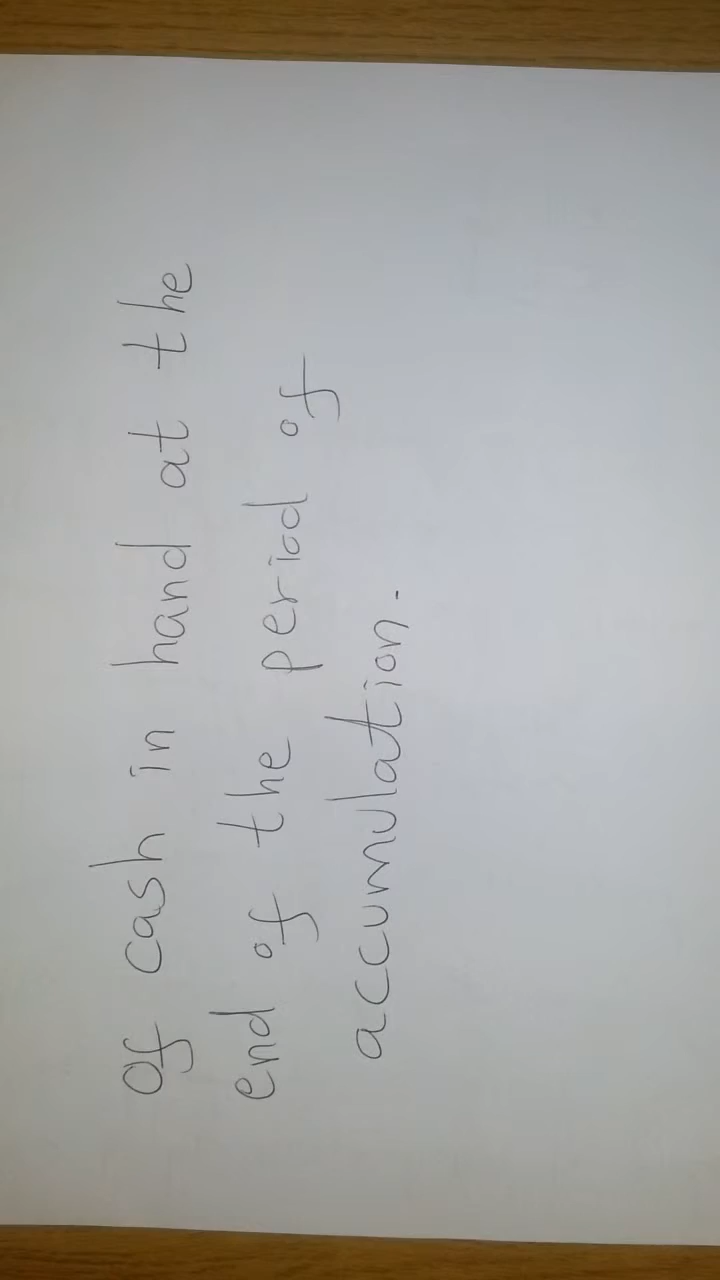 of cash in hand at the
end of the period of
accumulation.